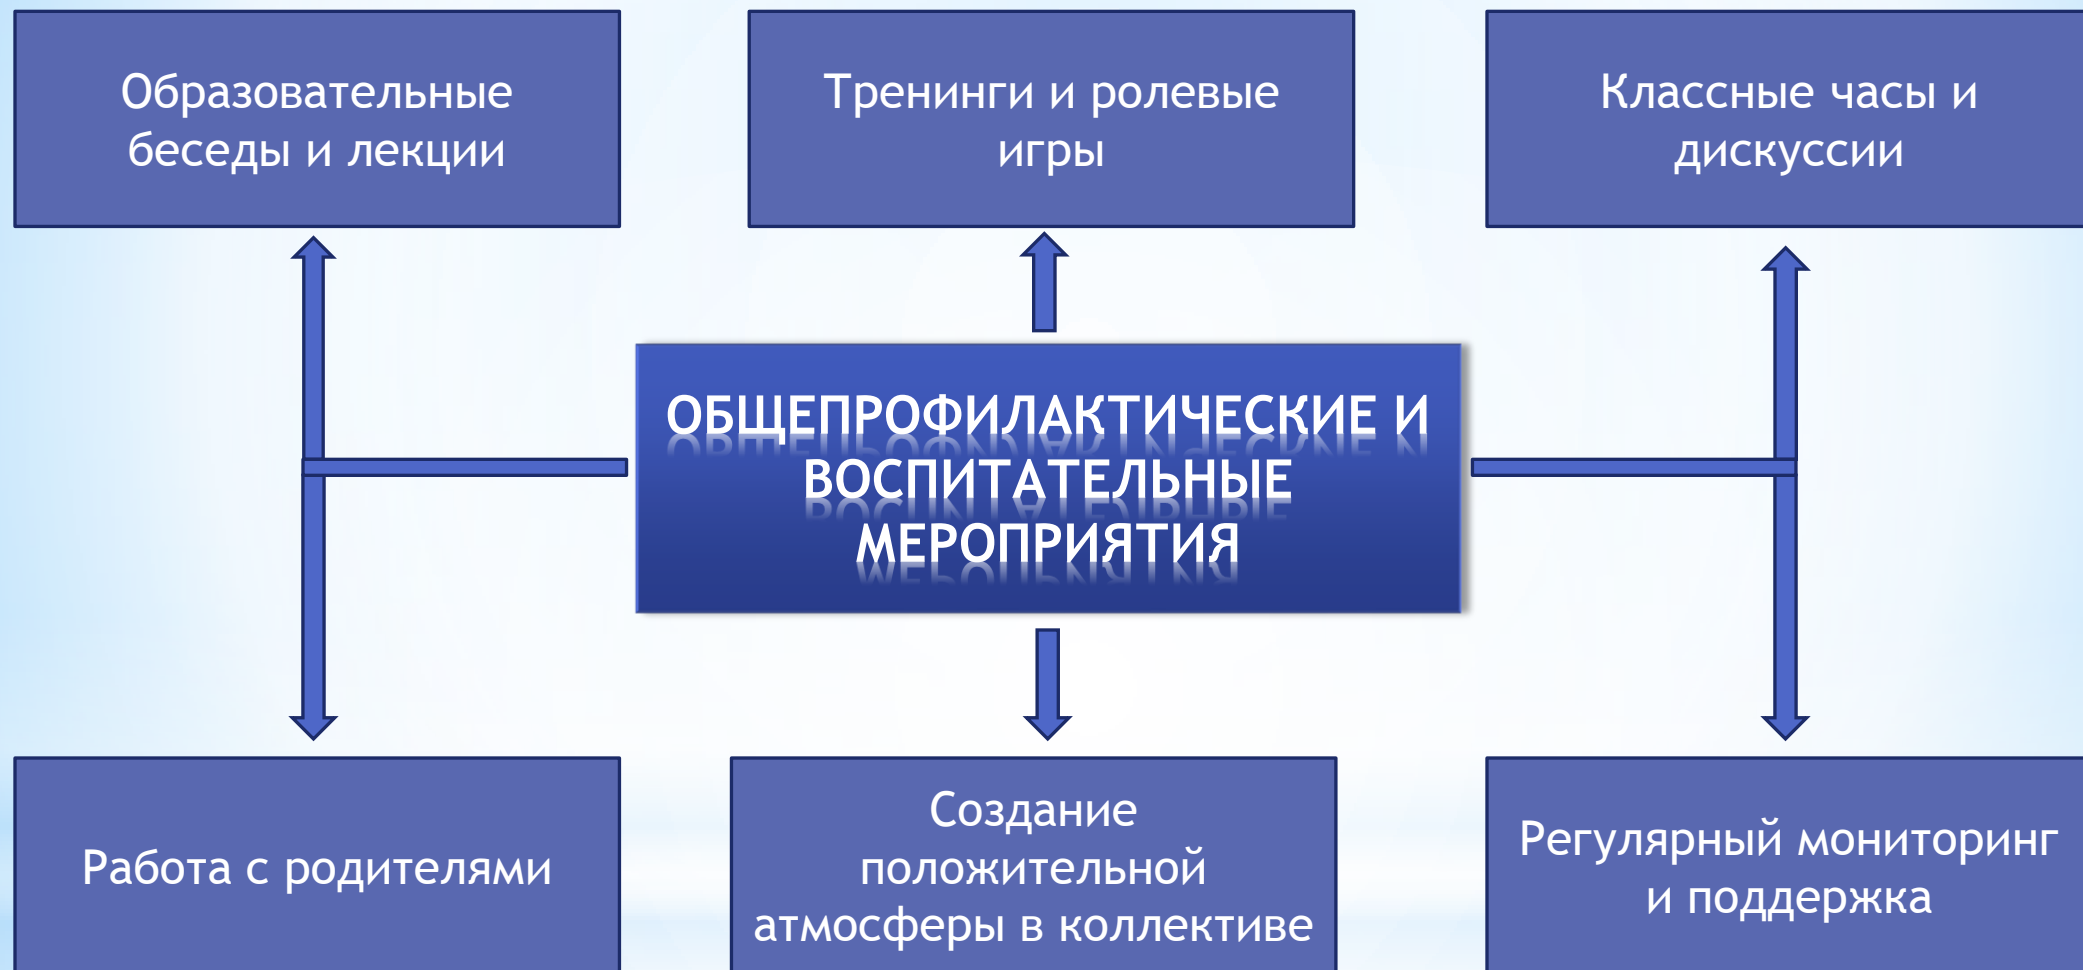 Образовательные
беседы и лекции
Тренинги и ролевые
игры
Классные часы и
дискуссии
ОБЩЕПРОФИЛАКТИЧЕСКИЕ И
ВОСПИТАТЕЛЬНЫЕ
МЕРОПРИЯТИЯ
Работа с родителями
Создание
положительной
атмосферы в коллективе
Регулярный мониторинг
и поддержка